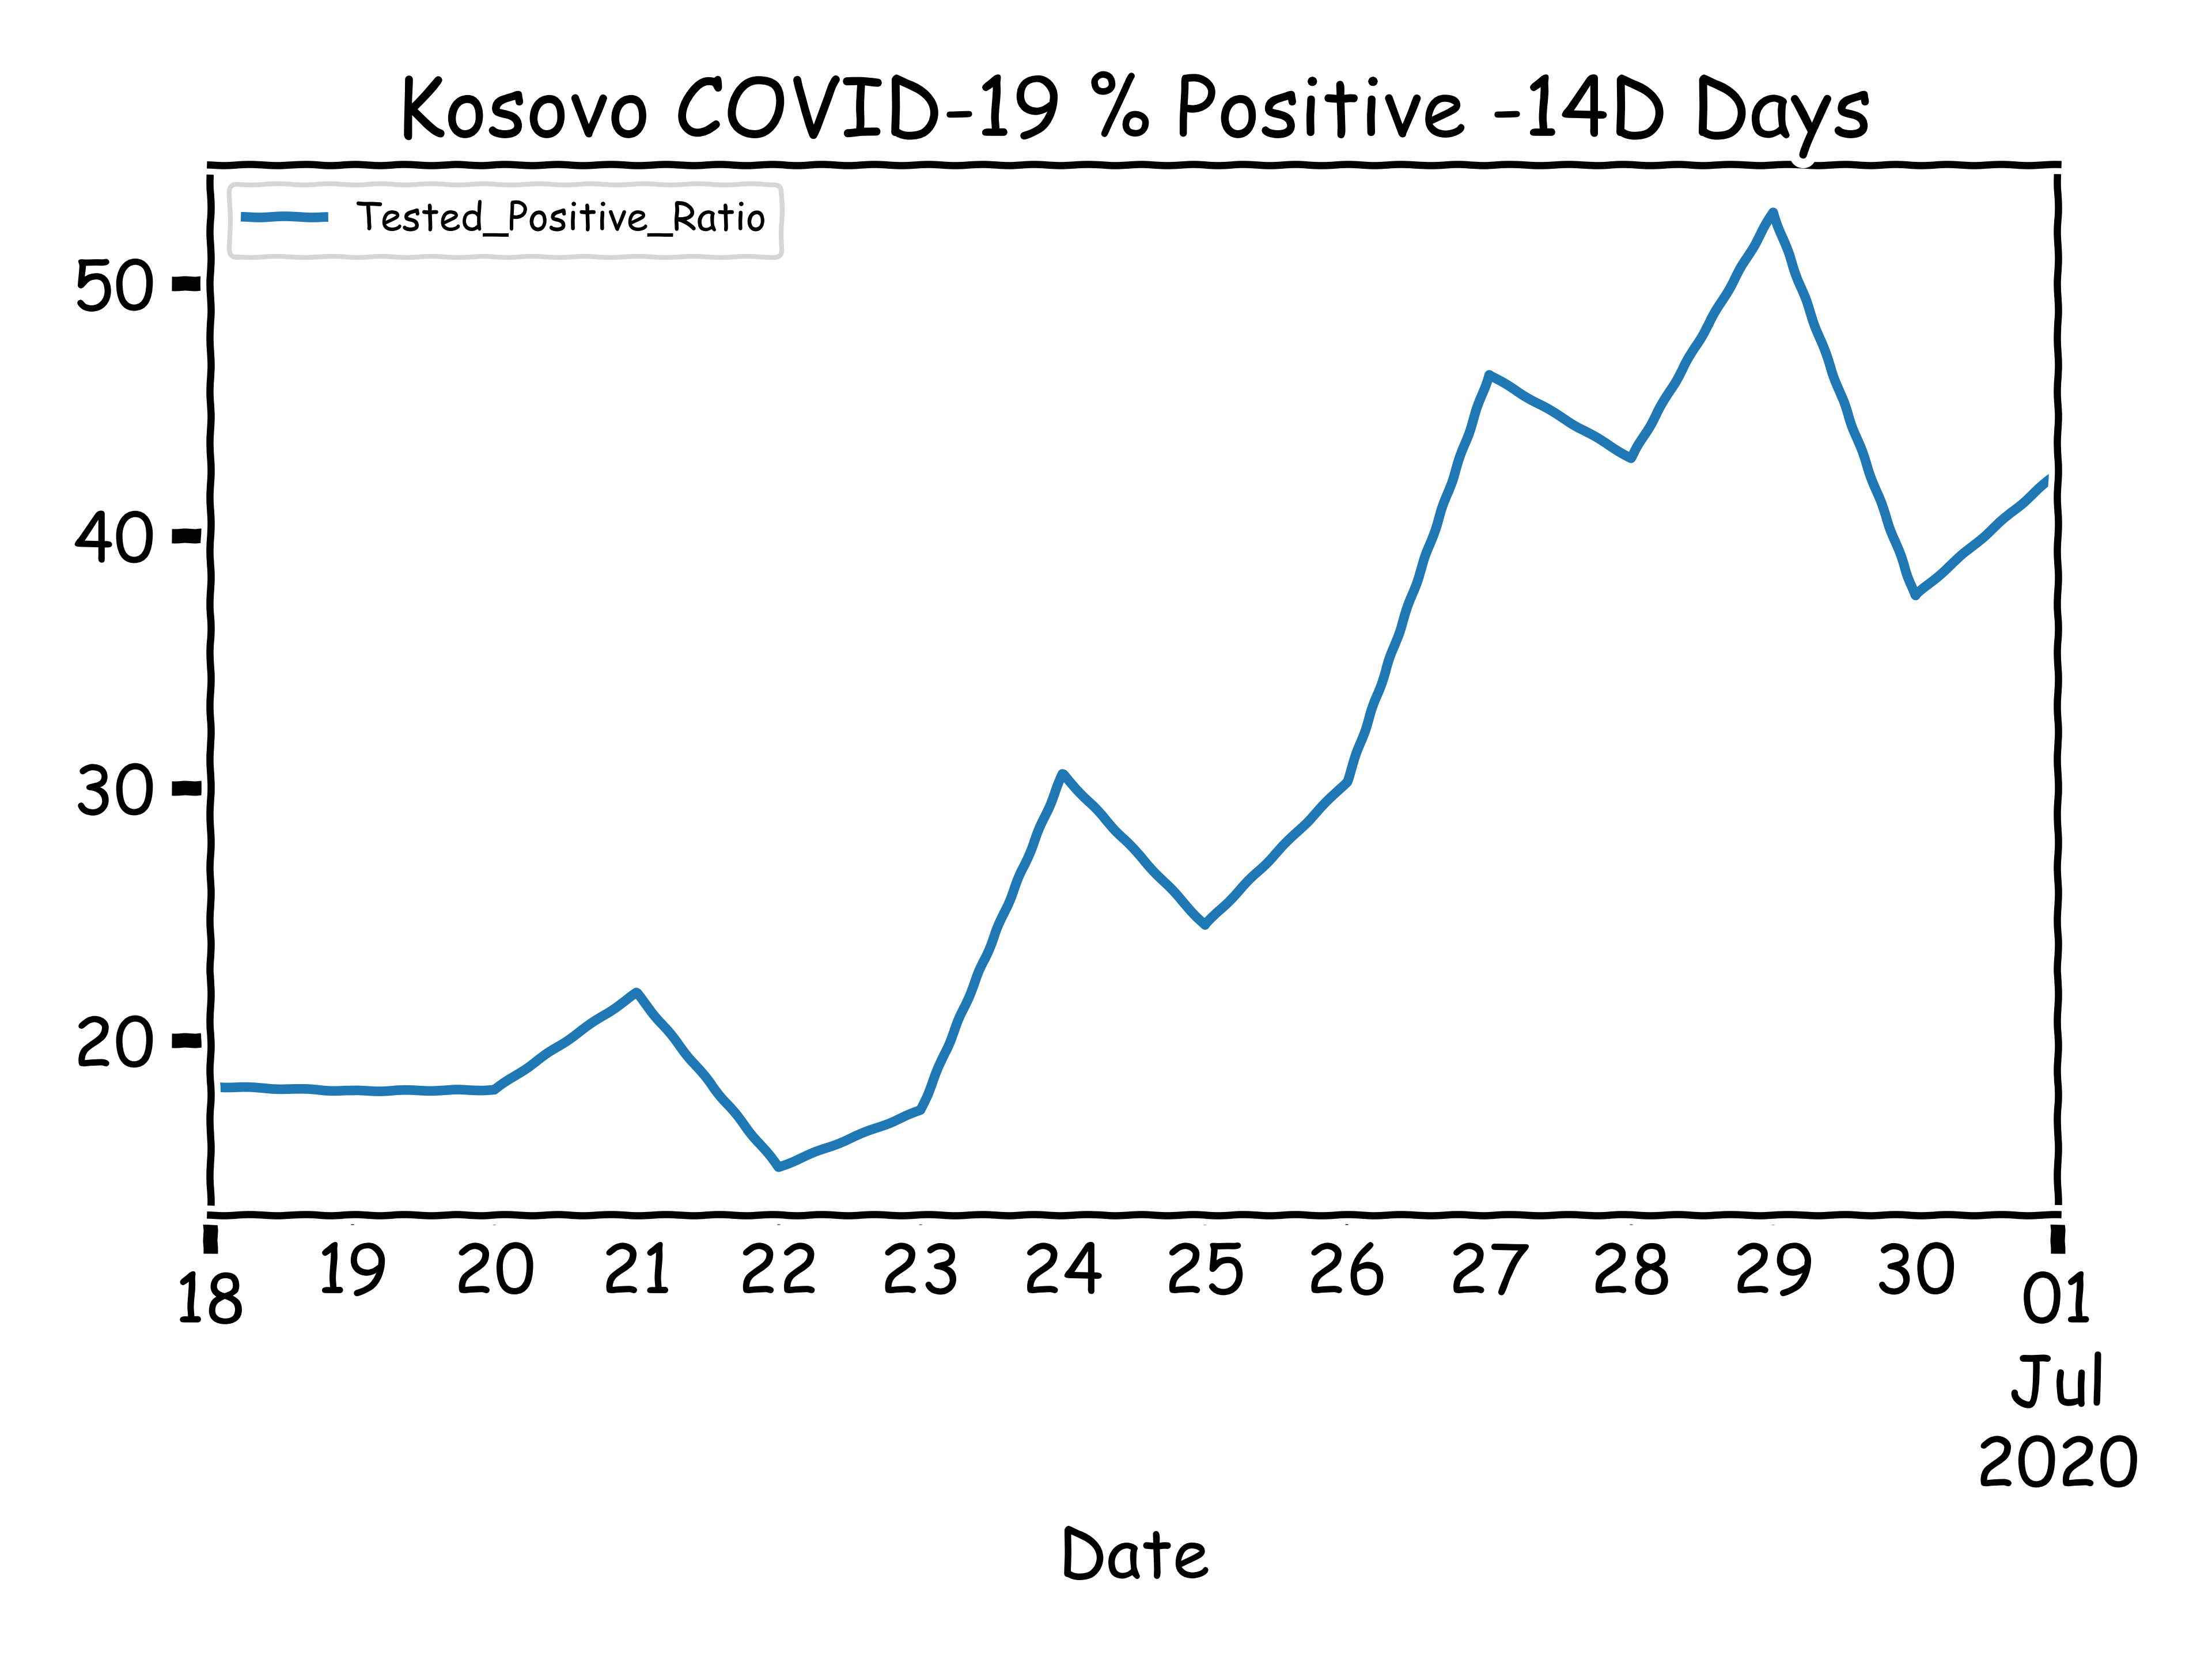 Kosovo COVID-19 % Positive -14D Days
Tested_Positive_Ratio
50
40
30
20
18 19 20 21 22 23 24 25 26 27 28 29 30 01
Jul
2020
Date